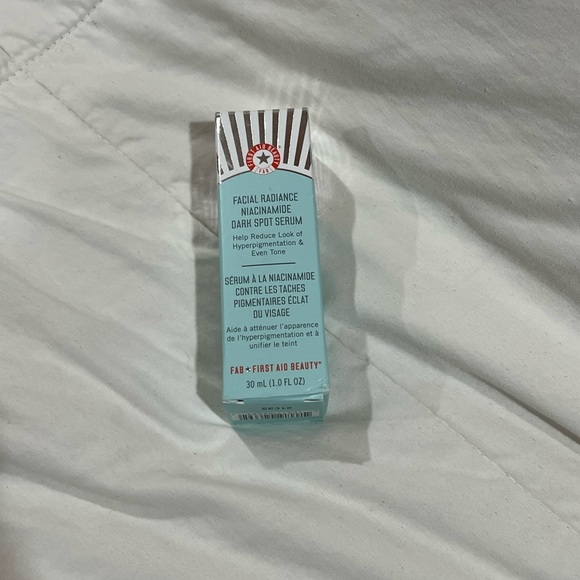 FIRST AID BEAUTY
FAB
FACIAL RADIANCE
NIACINAMIDE
DARK SPOT SERUM
Help Reduce Look of
Hyperpigmentation &
Even Tone
SÉRUM À LA NIACINAMIDE
CONTRE LES TACHES
PIGMENTAIRES ÉCLAT
DU VISAGE
Aide à atténuer l'apparence
de l'hyperpigmentation et à
unifier le teint
FAB★FIRST AID BEAUTY®
30 mL (1.0 FL OZ)